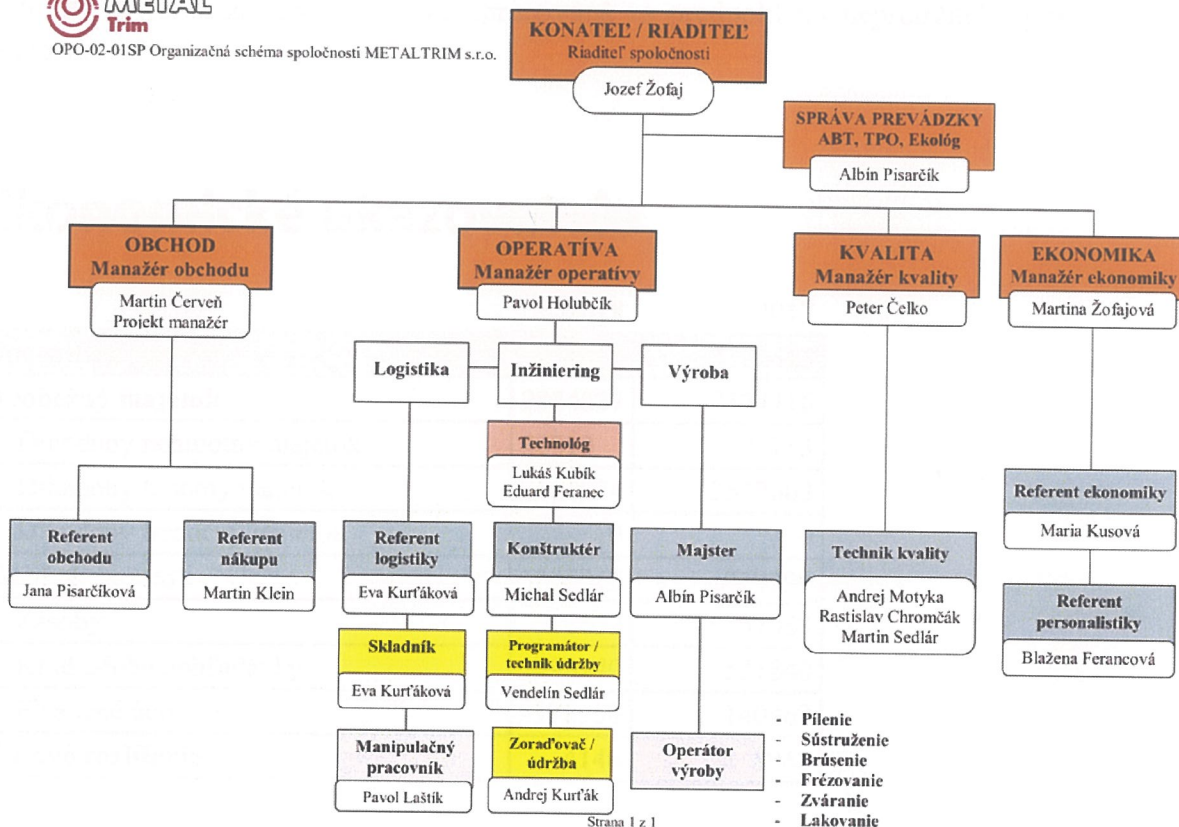 METAL
Trim
OPO-02-01SP Organizačná schéma spoločnosti METALTRIM s.r.o.
KONATEĽ / RIADITEĽ
Riaditeľ spoločnosti
Jozef Žofaj
SPRÁVA PREVÁDZKY
ABT, TPO, Ekológ
Albín Pisarčík
OBCHOD
Manažér obchodu
Martin Červeň
Projekt manažér
OPERATÍVA
Manažér operatívy
Pavol Holubčík
KVALITA
Manažér kvality
Peter Čelko
EKONOMIKA
Manažér ekonomiky
Martina Žofajová
Logistika
Inžiniering
Výroba
Technológ
Lukáš Kubík
Eduard Feranec
Referent
obchodu
Jana Pisarčíková
Referent
nákupu
Martin Klein
Referent
logistiky
Eva Kurťáková
Konštruktér
Michal Sedlár
Majster
Albín Pisarčík
Technik kvality
Andrej Motyka
Rastislav Chromčák
Martin Sedlár
Referent ekonomiky
Maria Kusová
Referent
personalistiky
Blažena Ferancová
Skladník
Eva Kurťáková
Programátor /
technik údržby
Vendelín Sedlár
Manipulačný
pracovník
Pavol Laštík
Zoraďovač /
údržba
Andrej Kurťák
Operátor
výroby
- Pílenie
- Sústruženie
- Brúsenie
- Frézovanie
- Zváranie
- Lakovanie
Strana 1 z 1